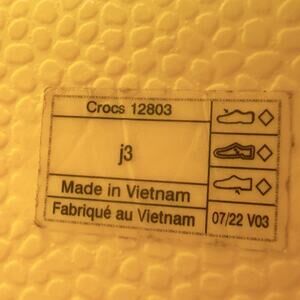 Crocs 12803
j3
Made in Vietnam
Fabriqué au Vietnam
07/22 V03